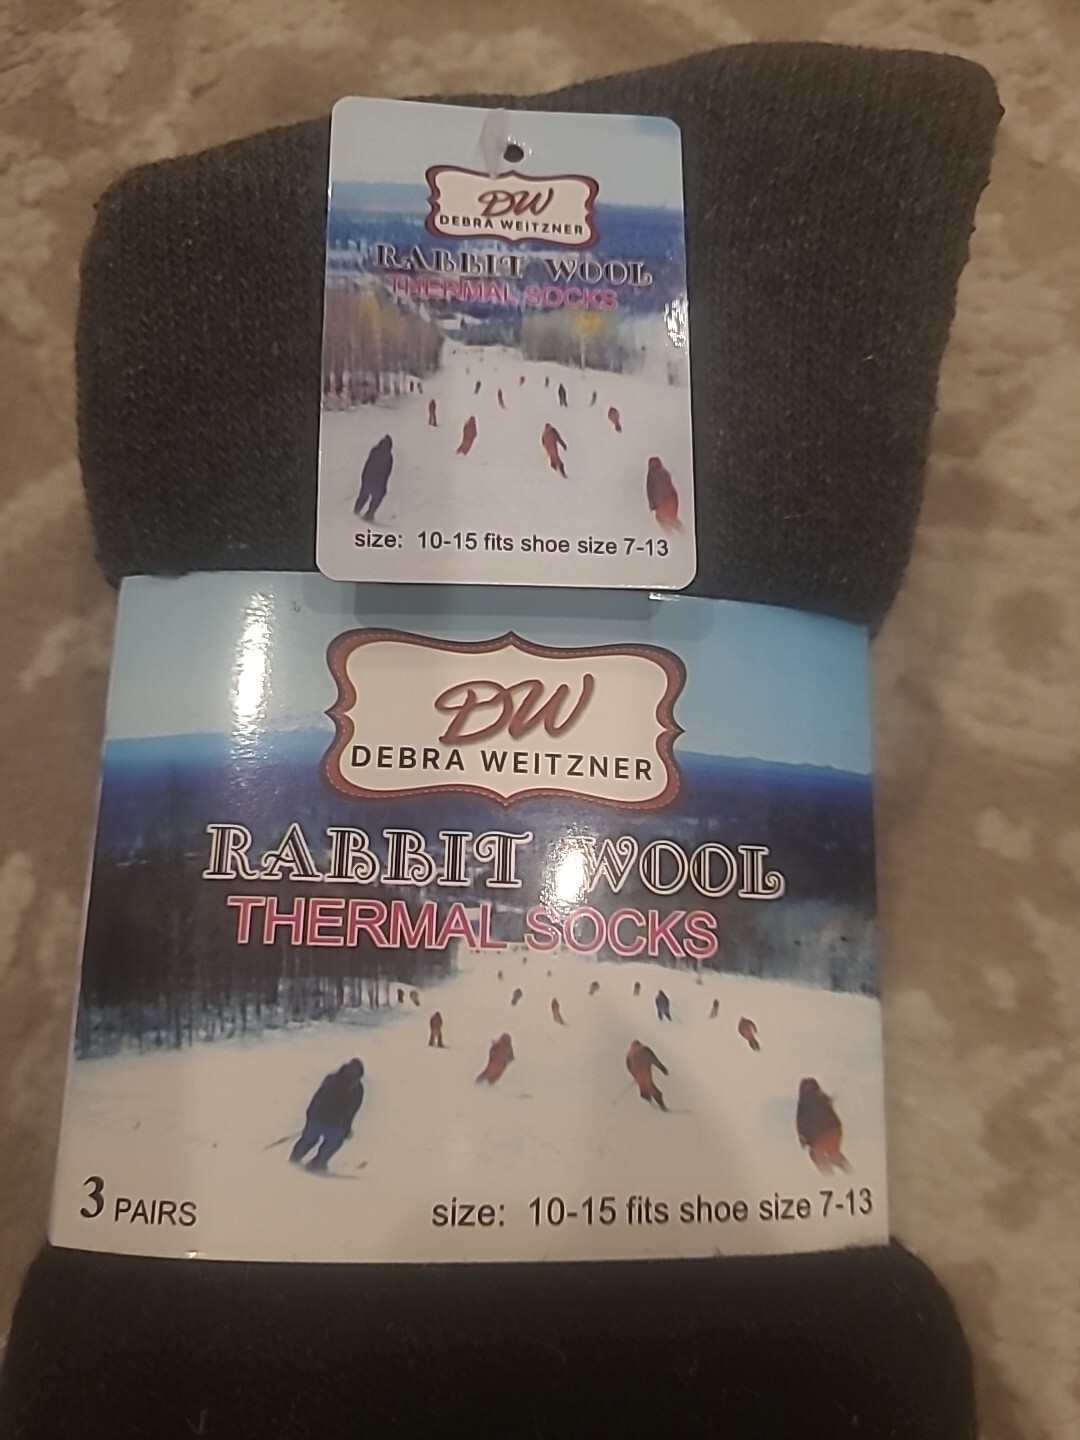 DW
DEBRA WEITZNER
RABBIT WOOL
THERMAL SOCKS
size: 10-15 fits shoe size 7-13
DW
DEBRA WEITZNER
RABBIT WOOL
THERMAL SOCKS
3 PAIRS
size: 10-15 fits shoe size 7-13